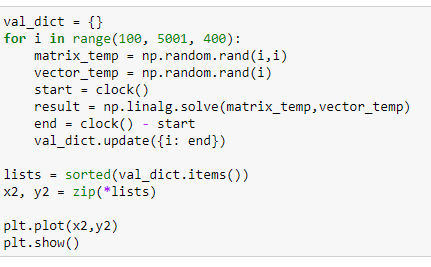 val_dict = {}
for i in range(100, 5001, 400):
    matrix_temp = np.random.rand(i,i)
    vector_temp = np.random.rand(i)
    start = clock()
    result = np.linalg.solve(matrix_temp,vector_temp)
    end = clock() - start
    val_dict.update({i: end})

lists = sorted(val_dict.items())
x2, y2 = zip(*lists)

plt.plot(x2,y2)
plt.show()